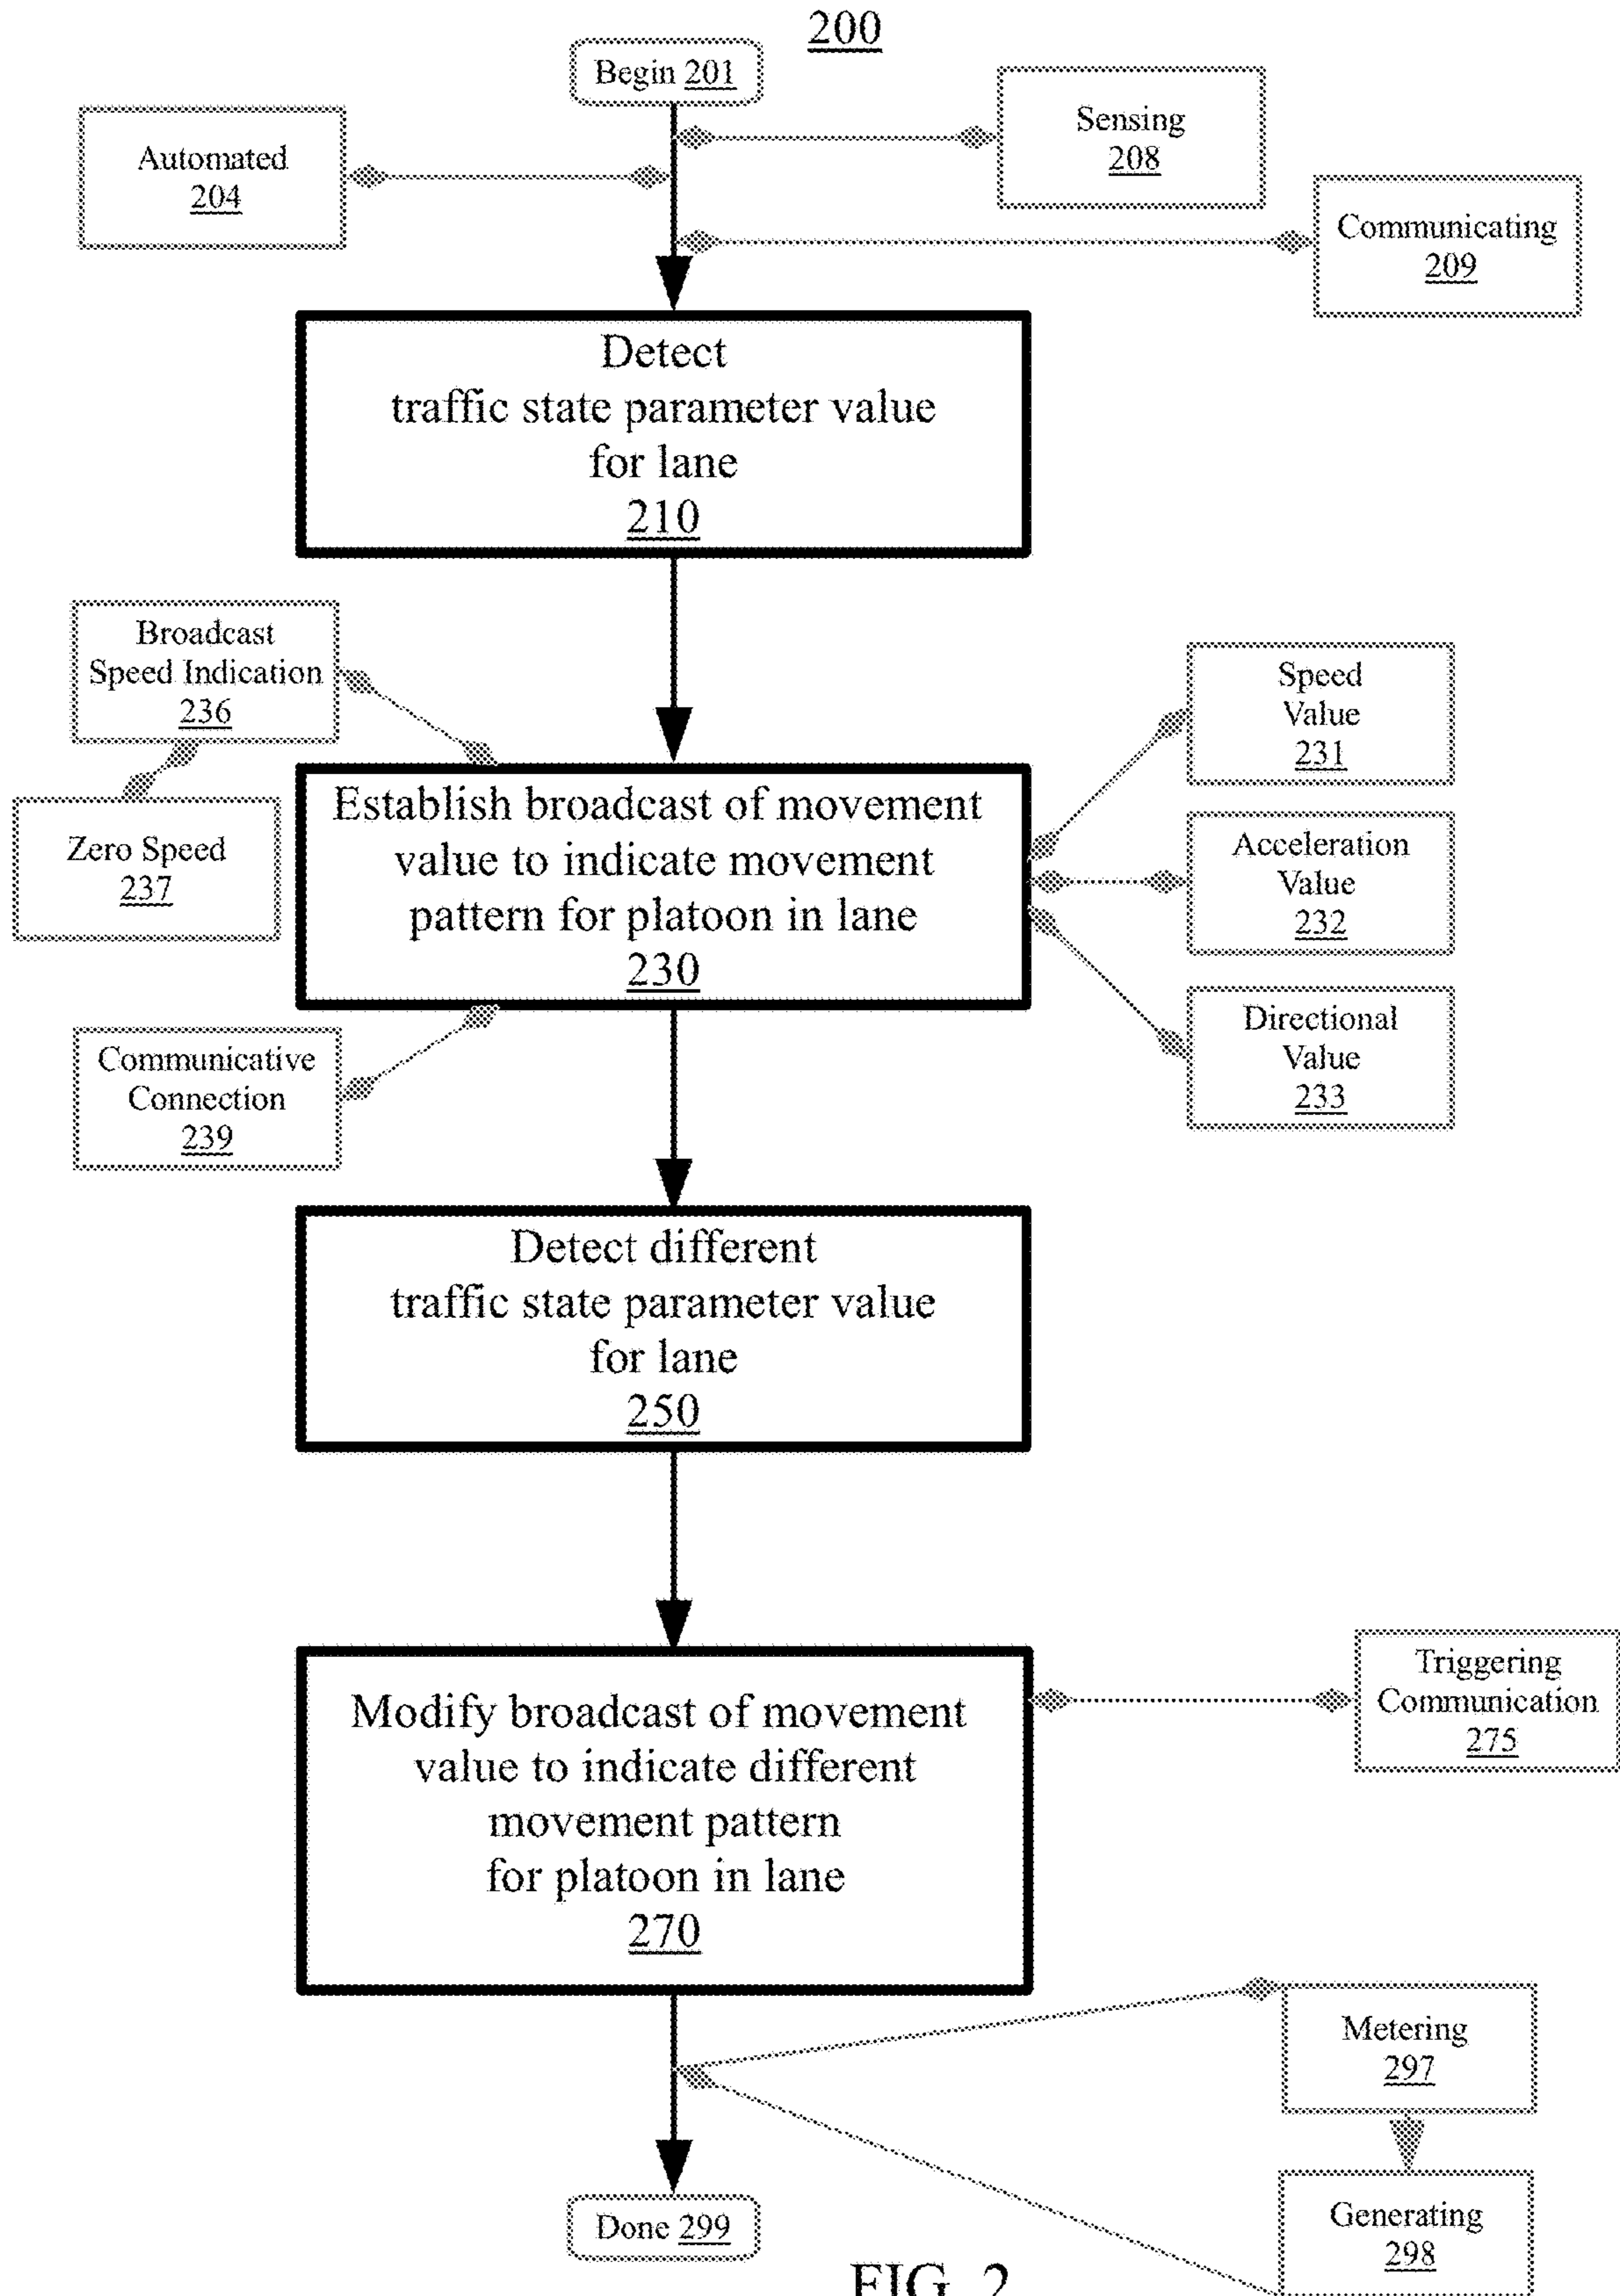 200
Begin 201
Automated
204
Sensing
208
Communicating
209
Detect
traffic state parameter value
for lane
210
Broadcast
Speed Indication
236
Zero Speed
237
Speed
Value
231
Establish broadcast of movement
value to indicate movement
pattern for platoon in lane
230
Acceleration
Value
232
Directional
Value
233
Communicative
Connection
239
Detect different
traffic state parameter value
for lane
250
Modify broadcast of movement
value to indicate different
movement pattern
for platoon in lane
270
Triggering
Communication
275
Metering
297
Generating
298
Done 299
FIG. 2